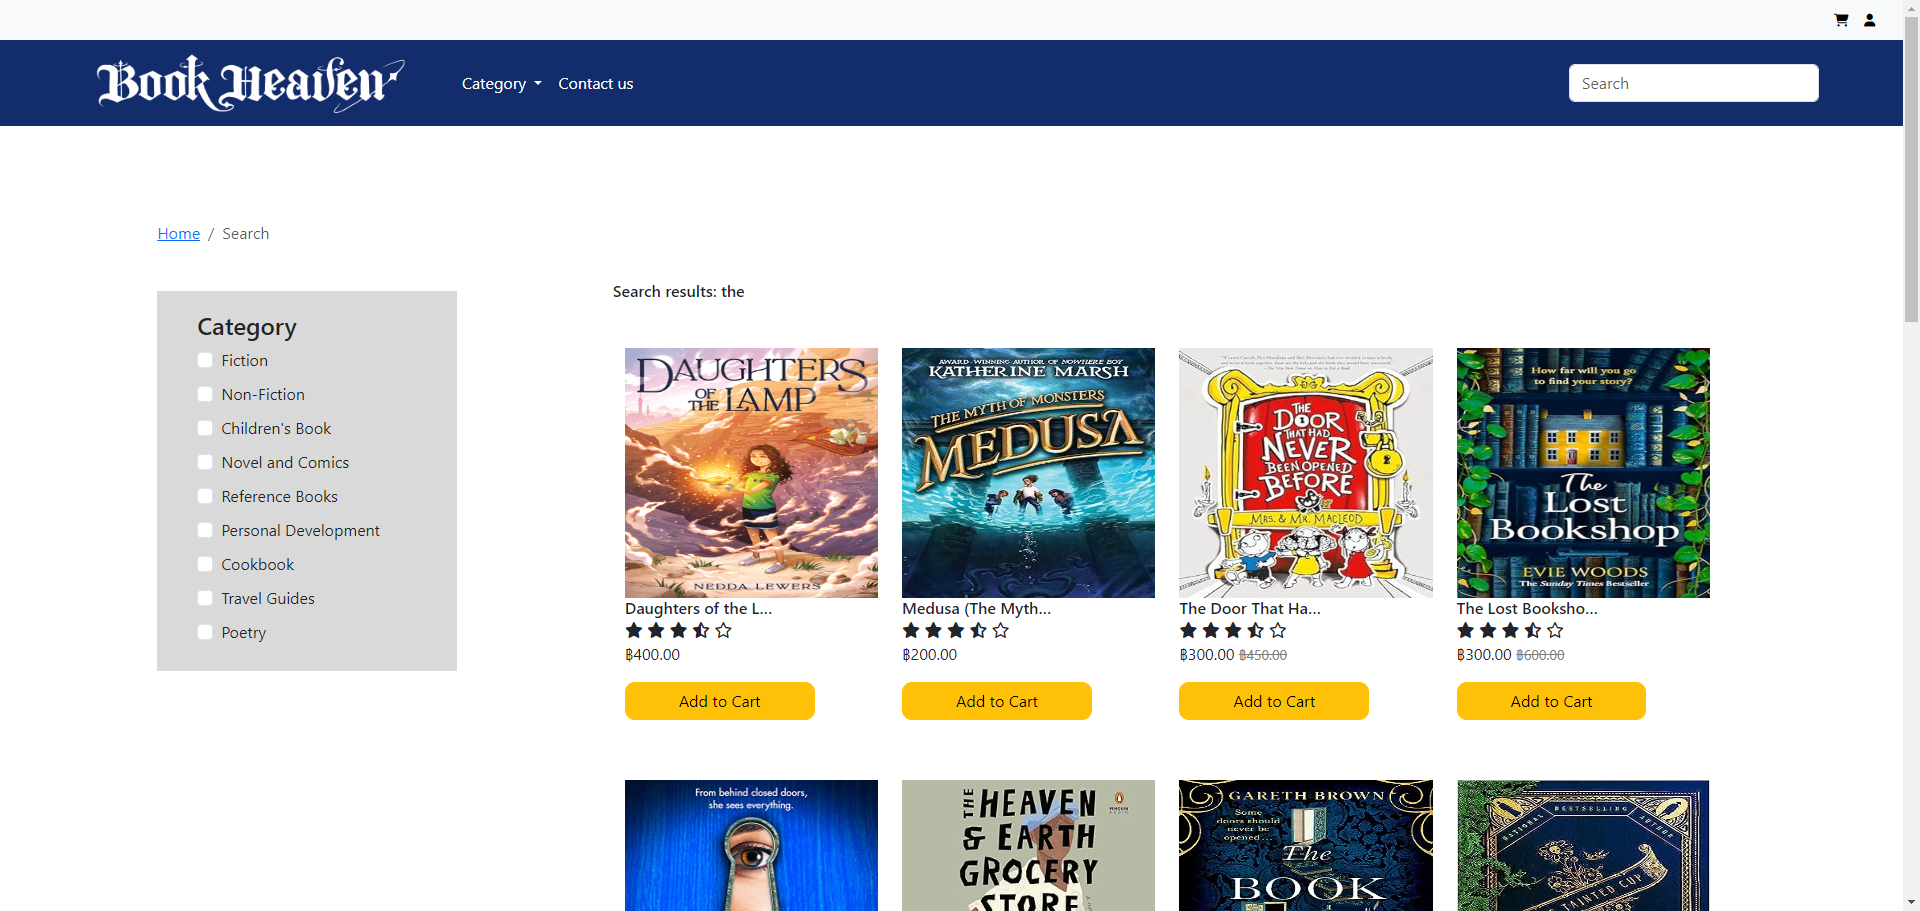 Book Heaven
Category
Contact us
Search
Home / Search
Search results: the
Category
Fiction
Non-Fiction
Children's Book
Novel and Comics
Reference Books
Personal Development
Cookbook
Travel Guides
Poetry
DAUGHTERS
OF
THE LAMP
NEDDA LEWERS
Daughters of the L...
฿400.00
Add to Cart
AWARD-WINNING AUTHOR OF NOWHERE BOY
KATHERINE MARSH
THE MYTH OF MONSTERS
MEDUSA
Medusa (The Myth...
฿200.00
Add to Cart
THE
DOOR
THAT HAD
NEVER
BEEN OPENED
BEFORE
MRS. & MR. MACLEOD
The Door That Ha...
฿300.00 ฿450.00
Add to Cart
How far will you go
to find your story?
The
Lost
Bookshop
EVIE WOODS
The Sunday Times Bestseller
The Lost Booksho...
฿300.00 ฿600.00
Add to Cart
From behind closed doors,
she sees everything.
THE
HEAVEN
& EARTH
GROCERY
STORE
PENGUIN
AUDIO
GARETH BROWN
Some
doors should
never be
opened...
The
BOOK
NATIONAL BESTSELLING AUTHOR
TAINTED CUP